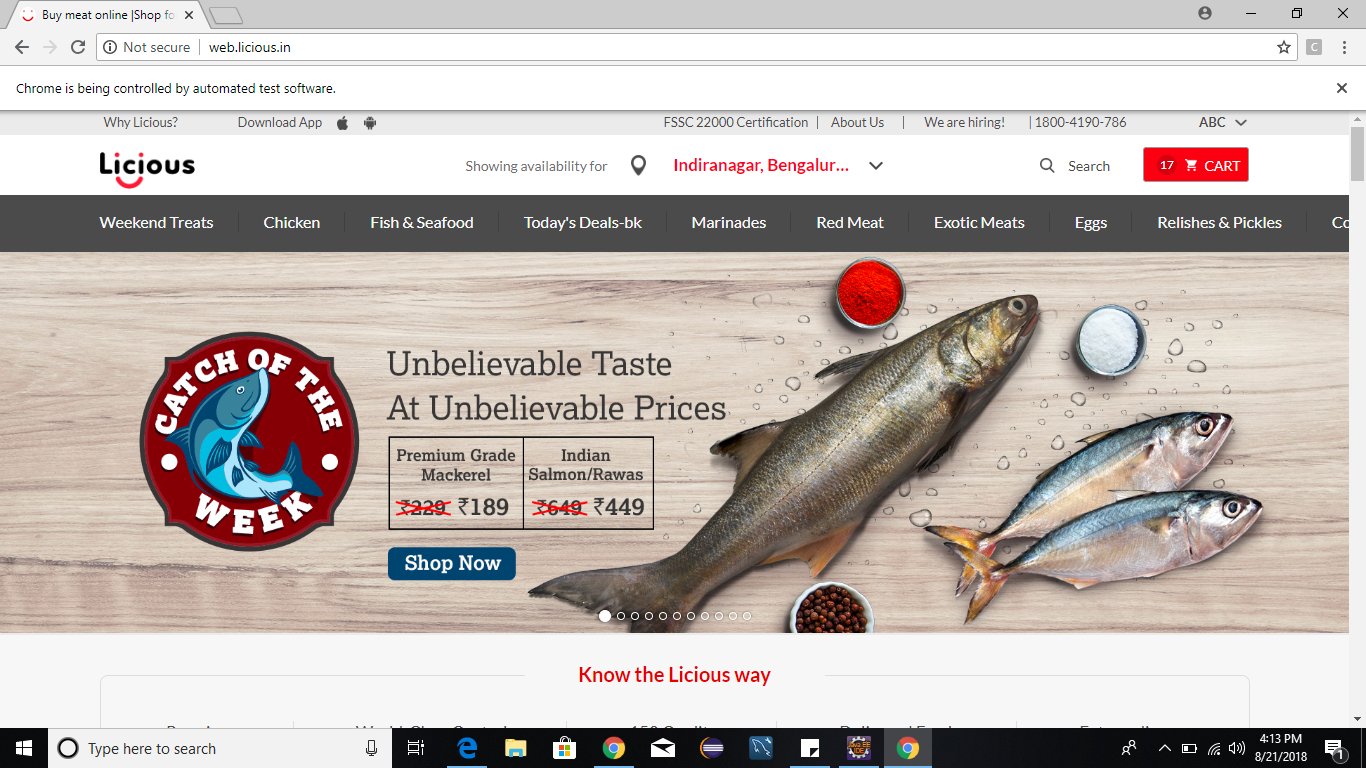 Buy meat online |Shop fo
Not secure | web.licious.in
Chrome is being controlled by automated test software.
Why Licious? Download App FSSC 22000 Certification | About Us | We are hiring! | 1800-4190-786 ABC
Licious Showing availability for Indiranagar, Bengalur... Search 17 CART
Weekend Treats Chicken Fish & Seafood Today's Deals-bk Marinades Red Meat Exotic Meats Eggs Relishes & Pickles Co
CATCH OF THE
WEEK
Unbelievable Taste
At Unbelievable Prices
Premium Grade
Mackerel
₹229 ₹189
Indian
Salmon/Rawas
₹649 ₹449
Shop Now
Know the Licious way
Type here to search
4:13 PM
8/21/2018
1